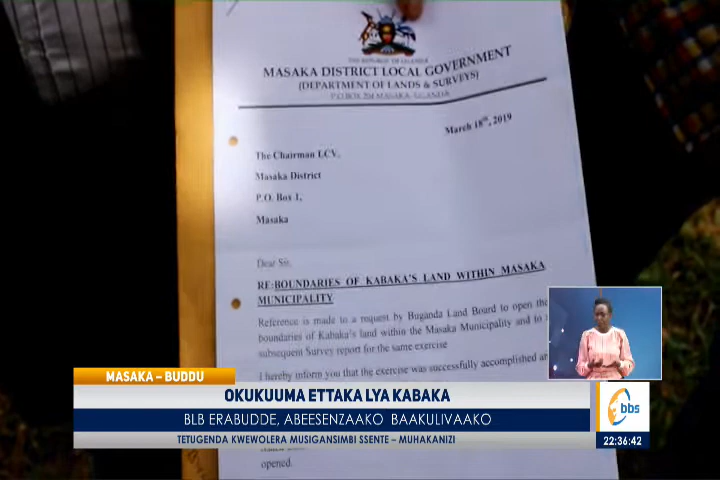 THE REPUBLIC OF UGANDA
MASAKA DISTRICT LOCAL GOVERNMENT
(DEPARTMENT OF LANDS & SURVEYS)
P.O BOX 204 MASAKA-UGANDA
March 18th, 2019
The Chairman LCV,
Masaka District
P.O. Box 1,
Masaka
Dear Sir,
RE:BOUNDARIES OF KABAKA'S LAND WITHIN MASAKA
MUNICIPALITY
Reference is made to a request by Buganda Land Board to open the
boundaries of Kabaka's land within the Masaka Municipality and to
subsequent Survey report for the same exercise
I hereby inform you that the exercise was successfully accomplished
opened.
MASAKA – BUDDU
OKUKUUMA ETTAKA LYA KABAKA
BLB ERABUDDE, ABEESENZAAKO BAAKULIVAAKO
TETUGENDA KWEWOLERA MUSIGANSIMBI SSENTE – MUHAKANIZI
bbs
22:36:42